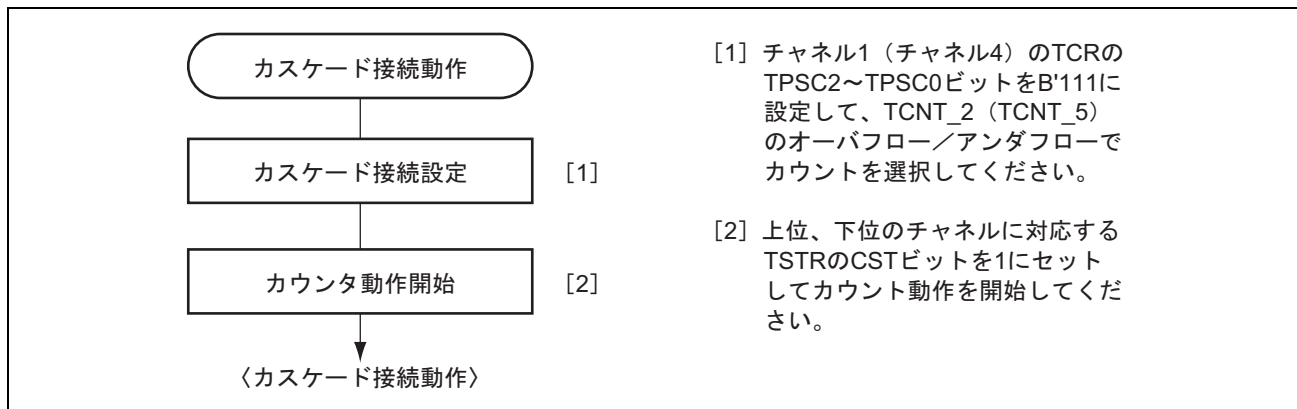 カスケード接続動作
カスケード接続設定 [1]
カウンタ動作開始 [2]
〈カスケード接続動作〉
[1] チャネル1（チャネル4）のTCRの
TPSC2～TPSC0ビットをB'111に
設定して、TCNT_2（TCNT_5）
のオーバフロー／アンダフローで
カウントを選択してください。
[2] 上位、下位のチャネルに対応する
TSTRのCSTビットを1にセット
してカウント動作を開始してくだ
さい。